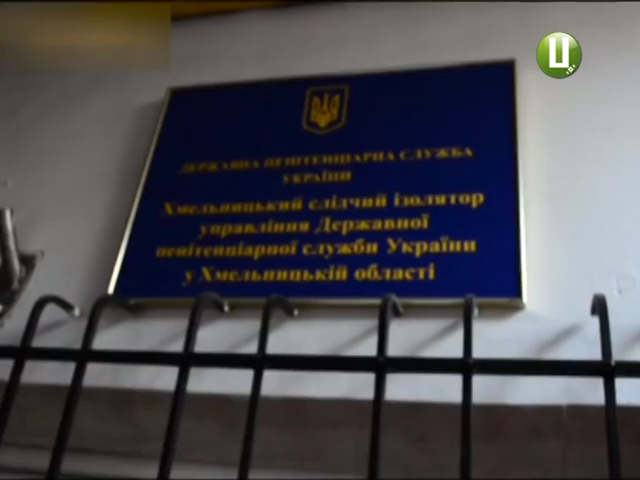 Ц
ДЕРЖАВНА ПЕНІТЕНЦІАРНА СЛУЖБА
УКРАЇНИ
Хмельницький слідчий ізолятор
управління Державної
пенітенціарної служби України
у Хмельницькій області